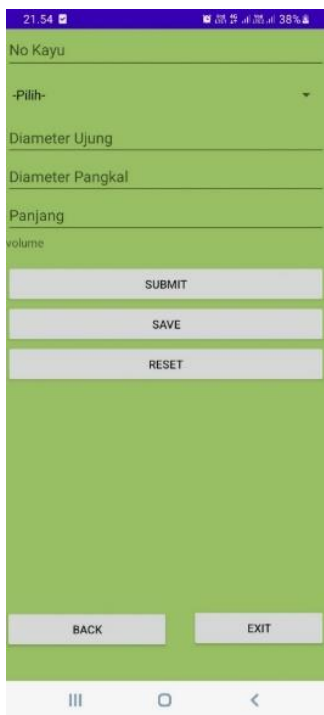 21.54 38%
No Kayu
-Pilih-
Diameter Ujung
Diameter Pangkal
Panjang
volume
SUBMIT
SAVE
RESET
BACK EXIT